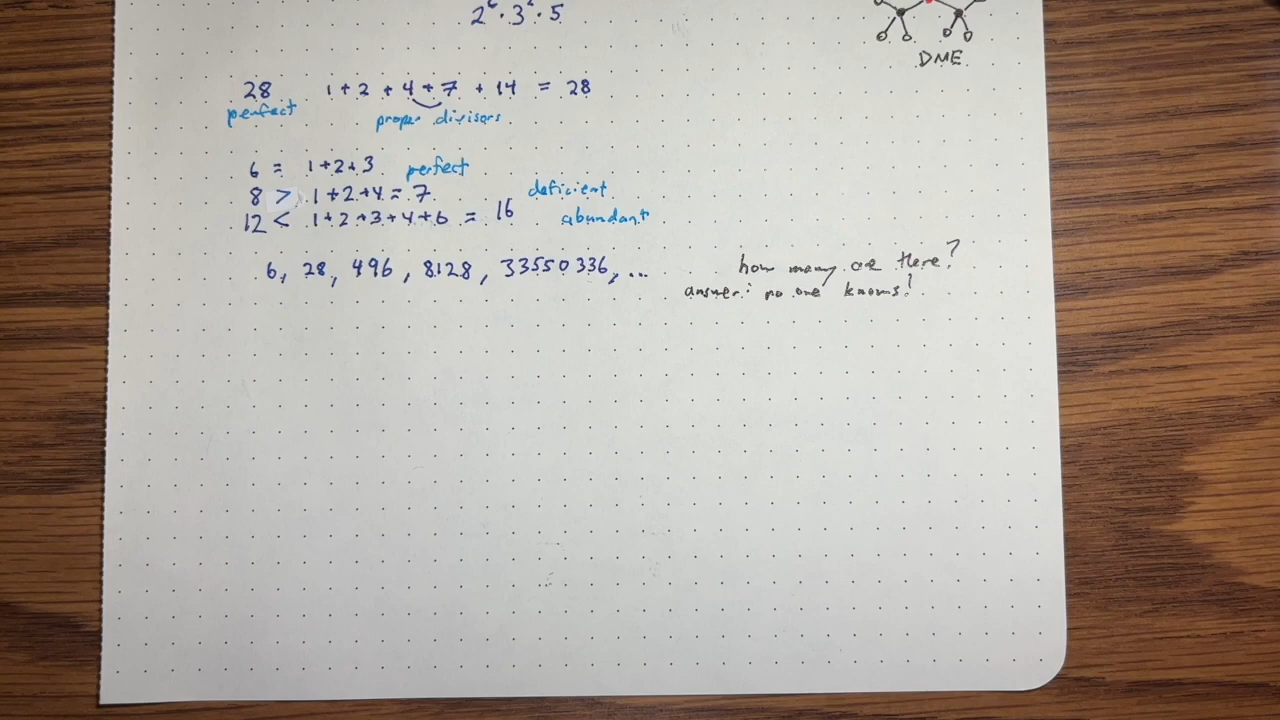 2⁶·3²·5
DME
28 1+2+4+7+14 = 28
perfect proper divisors
6 = 1+2+3 perfect
8 > 1+2+4=7 deficient
12 < 1+2+3+4+6 = 16 abundant
6, 28, 496, 8128, 33550336, ... how many are there?
answer: no one knows!